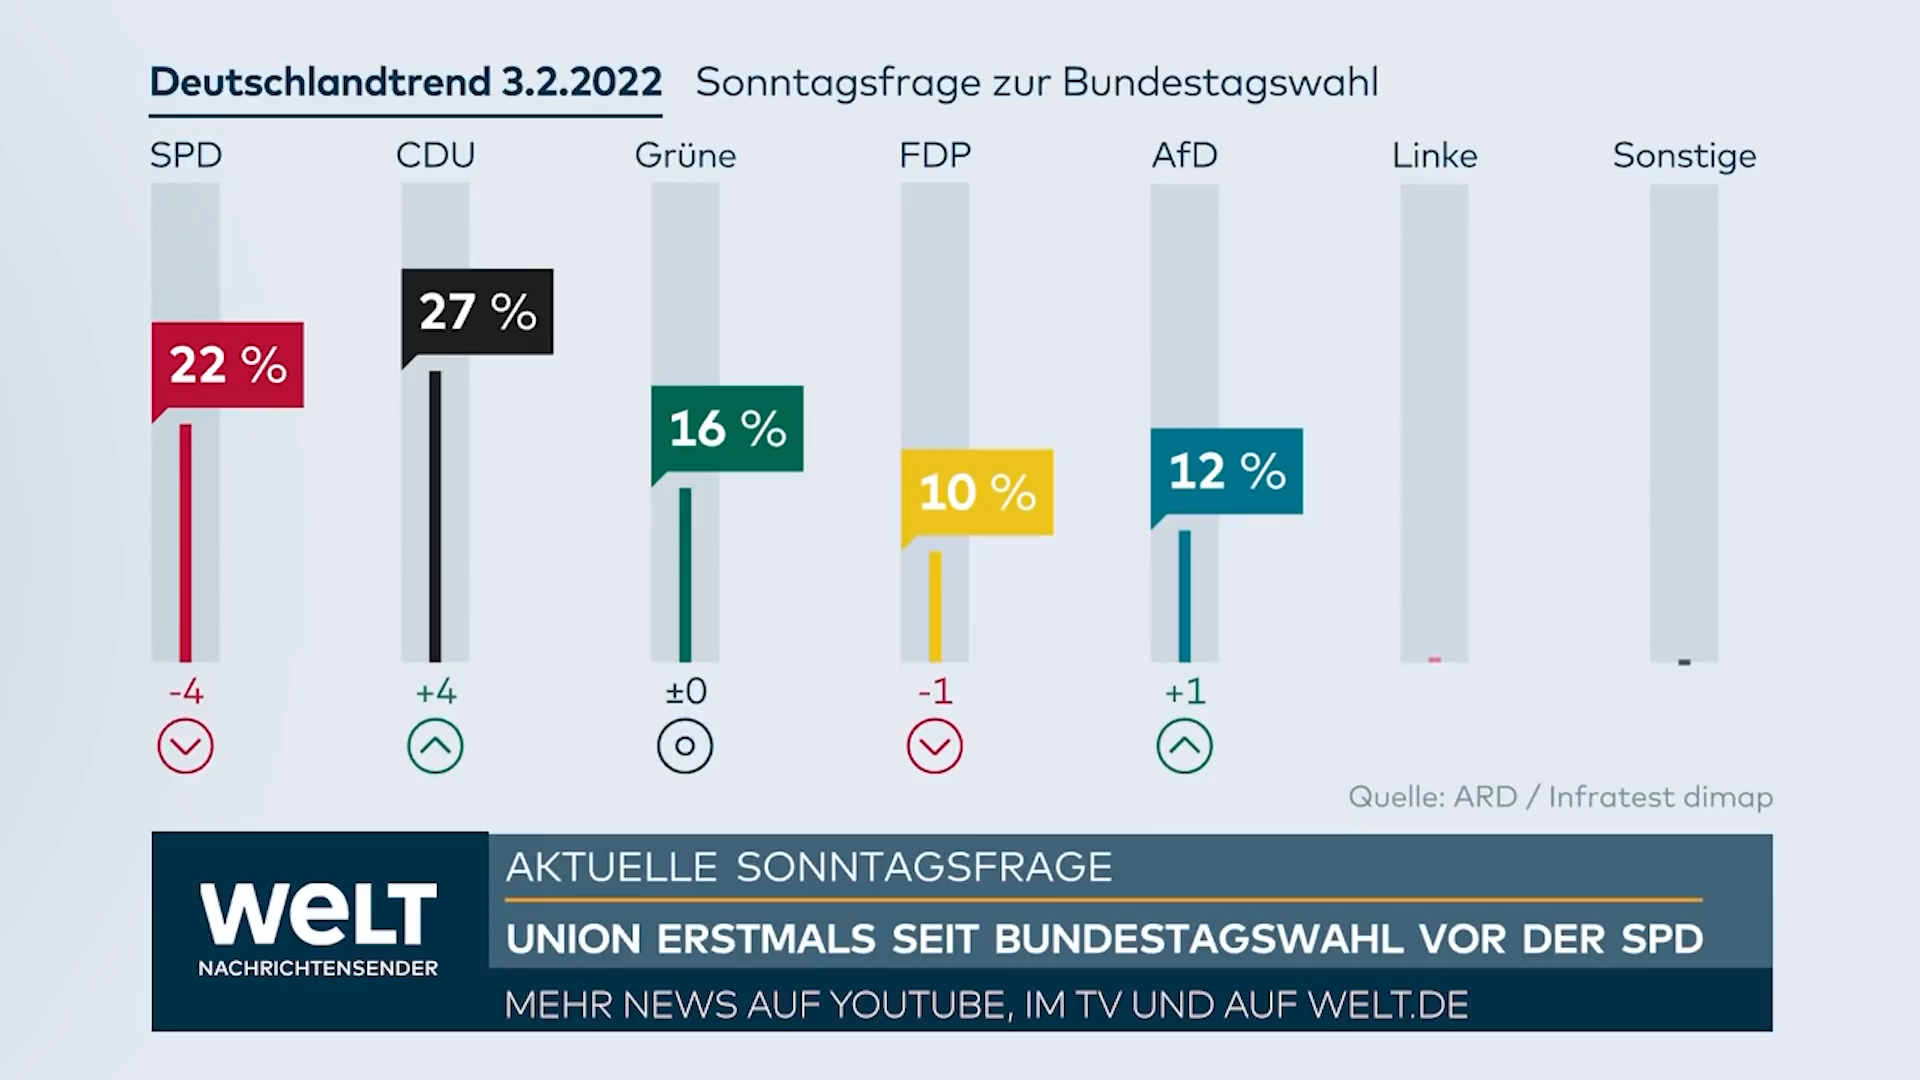 Deutschlandtrend 3.2.2022 Sonntagsfrage zur Bundestagswahl
SPD CDU Grüne FDP AfD Linke Sonstige
22 % 27 % 16 % 10 % 12 %
-4 +4 ±0 -1 +1
Quelle: ARD / Infratest dimap
WELT
NACHRICHTENSENDER
AKTUELLE SONNTAGSFRAGE
UNION ERSTMALS SEIT BUNDESTAGSWAHL VOR DER SPD
MEHR NEWS AUF YOUTUBE, IM TV UND AUF WELT.DE